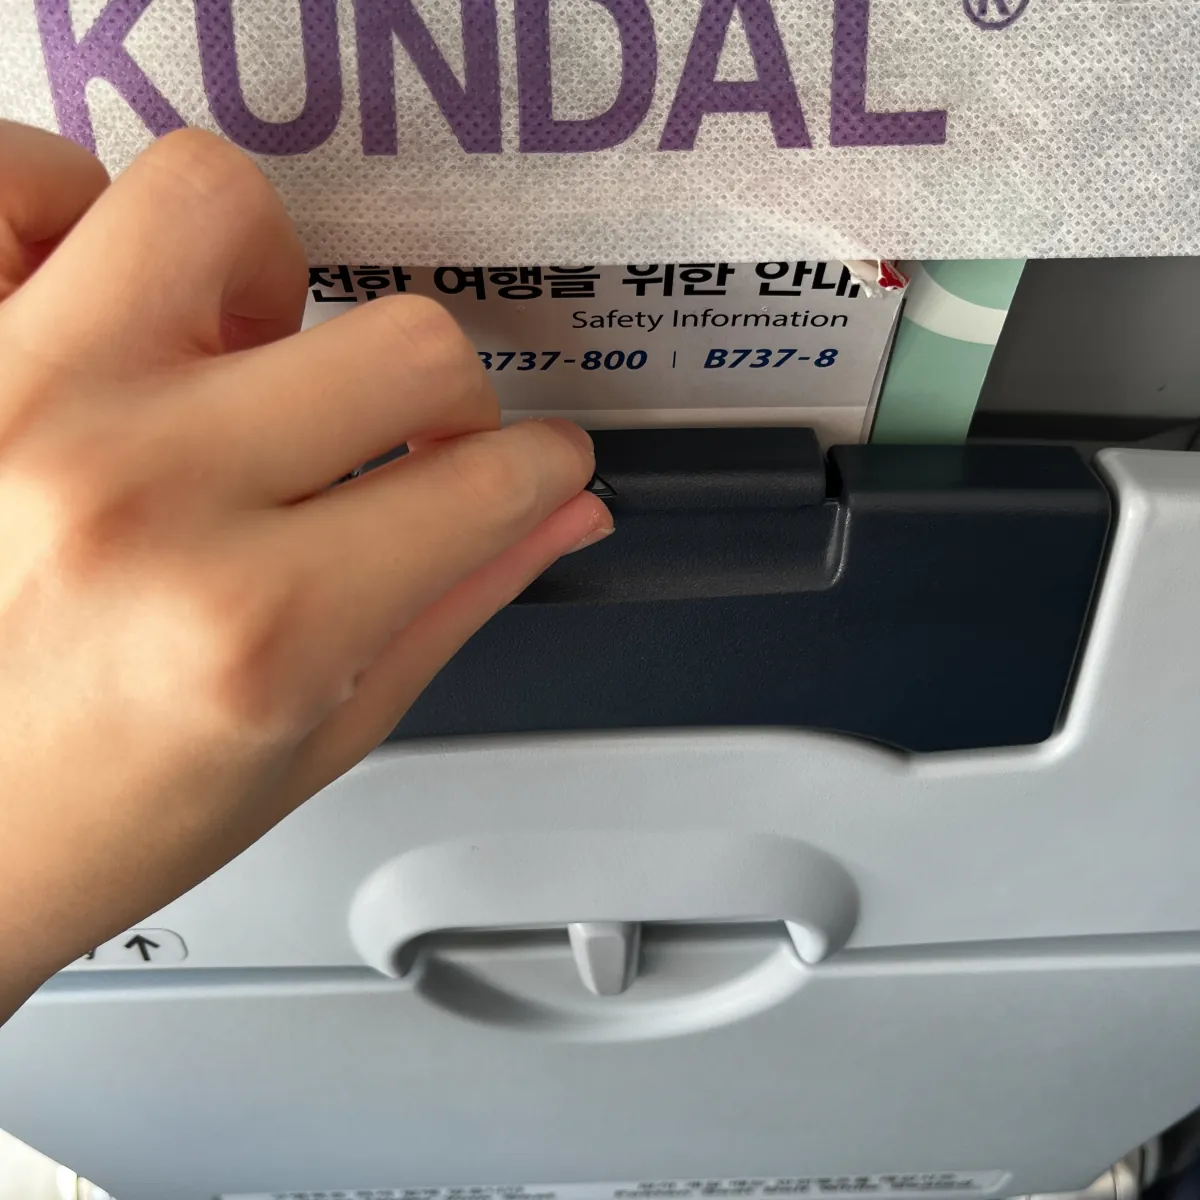 KUNDAL®
전한 여행을 위한 안내
Safety Information
B737-800 | B737-8
↑